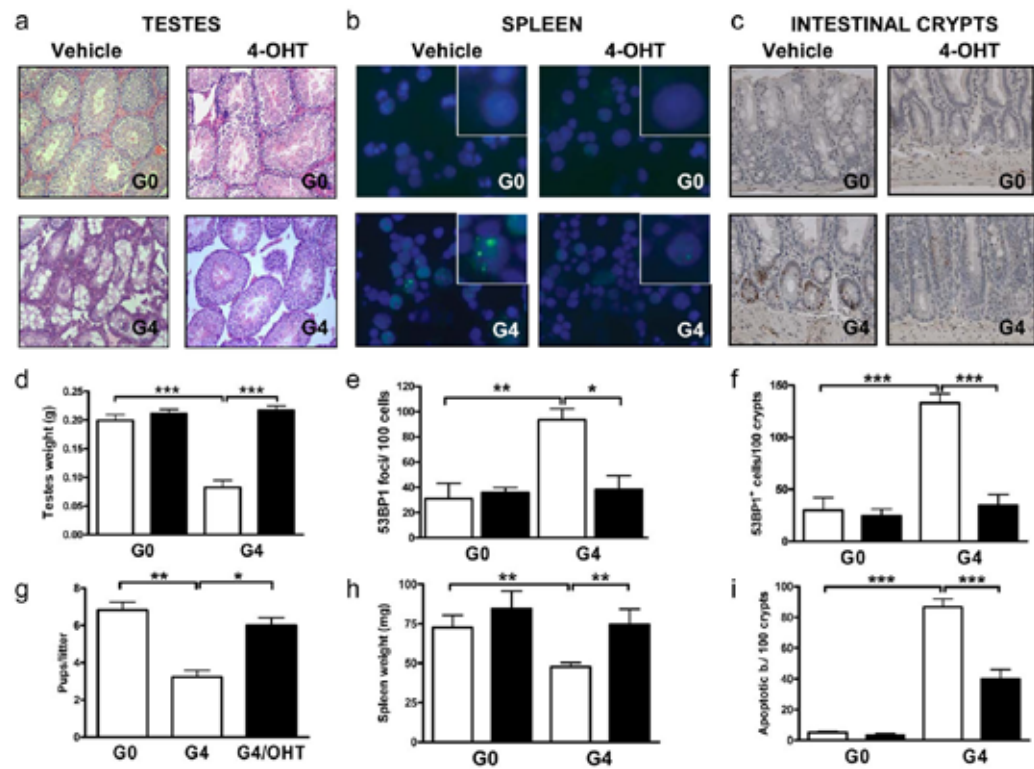 a TESTES
Vehicle 4-OHT
G0 G0
G4 G4
b SPLEEN
G0 G0
G4 G4
c INTESTINAL CRYPTS
Vehicle 4-OHT
G0 G0
G4 G4
d
*** ***
Testes weight (g)
0.25
0.20
0.15
0.10
0.05
0.00
G0 G4
e
** *
53BP1 foci/ 100 cells
120
100
80
60
40
20
0
G0 G4
f
*** ***
53BP1⁺ cells/100 crypts
150
100
50
0
G0 G4
g
** *
Pups/litter
8
6
4
2
0
G0 G4 G4/OHT
h
** **
Spleen weight (mg)
100
75
50
25
0
G0 G4
i
*** ***
Apoptotic b./ 100 crypts
100
80
60
40
20
0
G0 G4